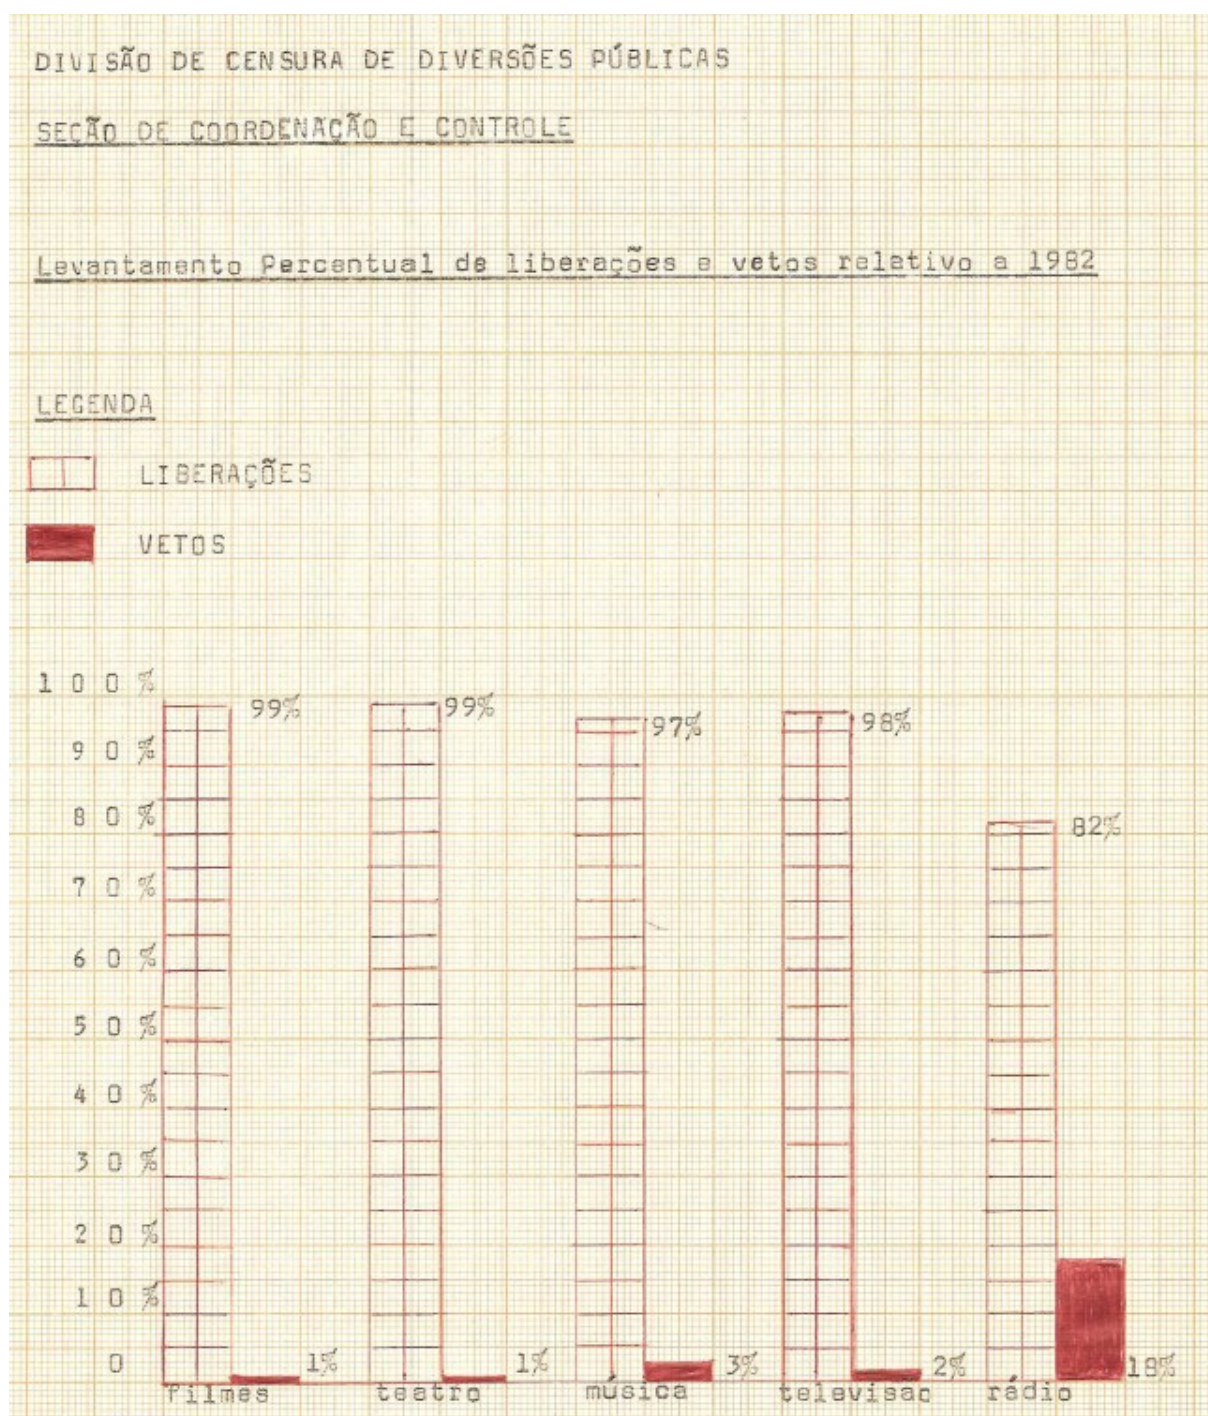 DIVISÃO DE CENSURA DE DIVERSÕES PÚBLICAS
SEÇÃO DE COORDENAÇÃO E CONTROLE
Levantamento Percentual de liberações e vetos relativo a 1982
LEGENDA
LIBERAÇÕES
VETOS
100%
99% 99% 97% 98%
90%
80% 82%
70%
60%
50%
40%
30%
20%
10%
0 1% 1% 3% 2% 18%
filmes teatro música televisao rádio